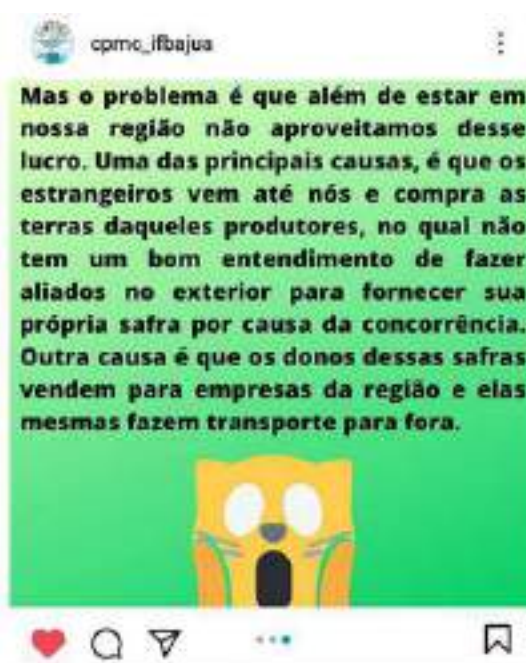 cpmc_ifbajua
Mas o problema é que além de estar em
nossa região não aproveitamos desse
lucro. Uma das principais causas, é que os
estrangeiros vem até nós e compra as
terras daqueles produtores, no qual não
tem um bom entendimento de fazer
aliados no exterior para fornecer sua
própria safra por causa da concorrência.
Outra causa é que os donos dessas safras
vendem para empresas da região e elas
mesmas fazem transporte para fora.